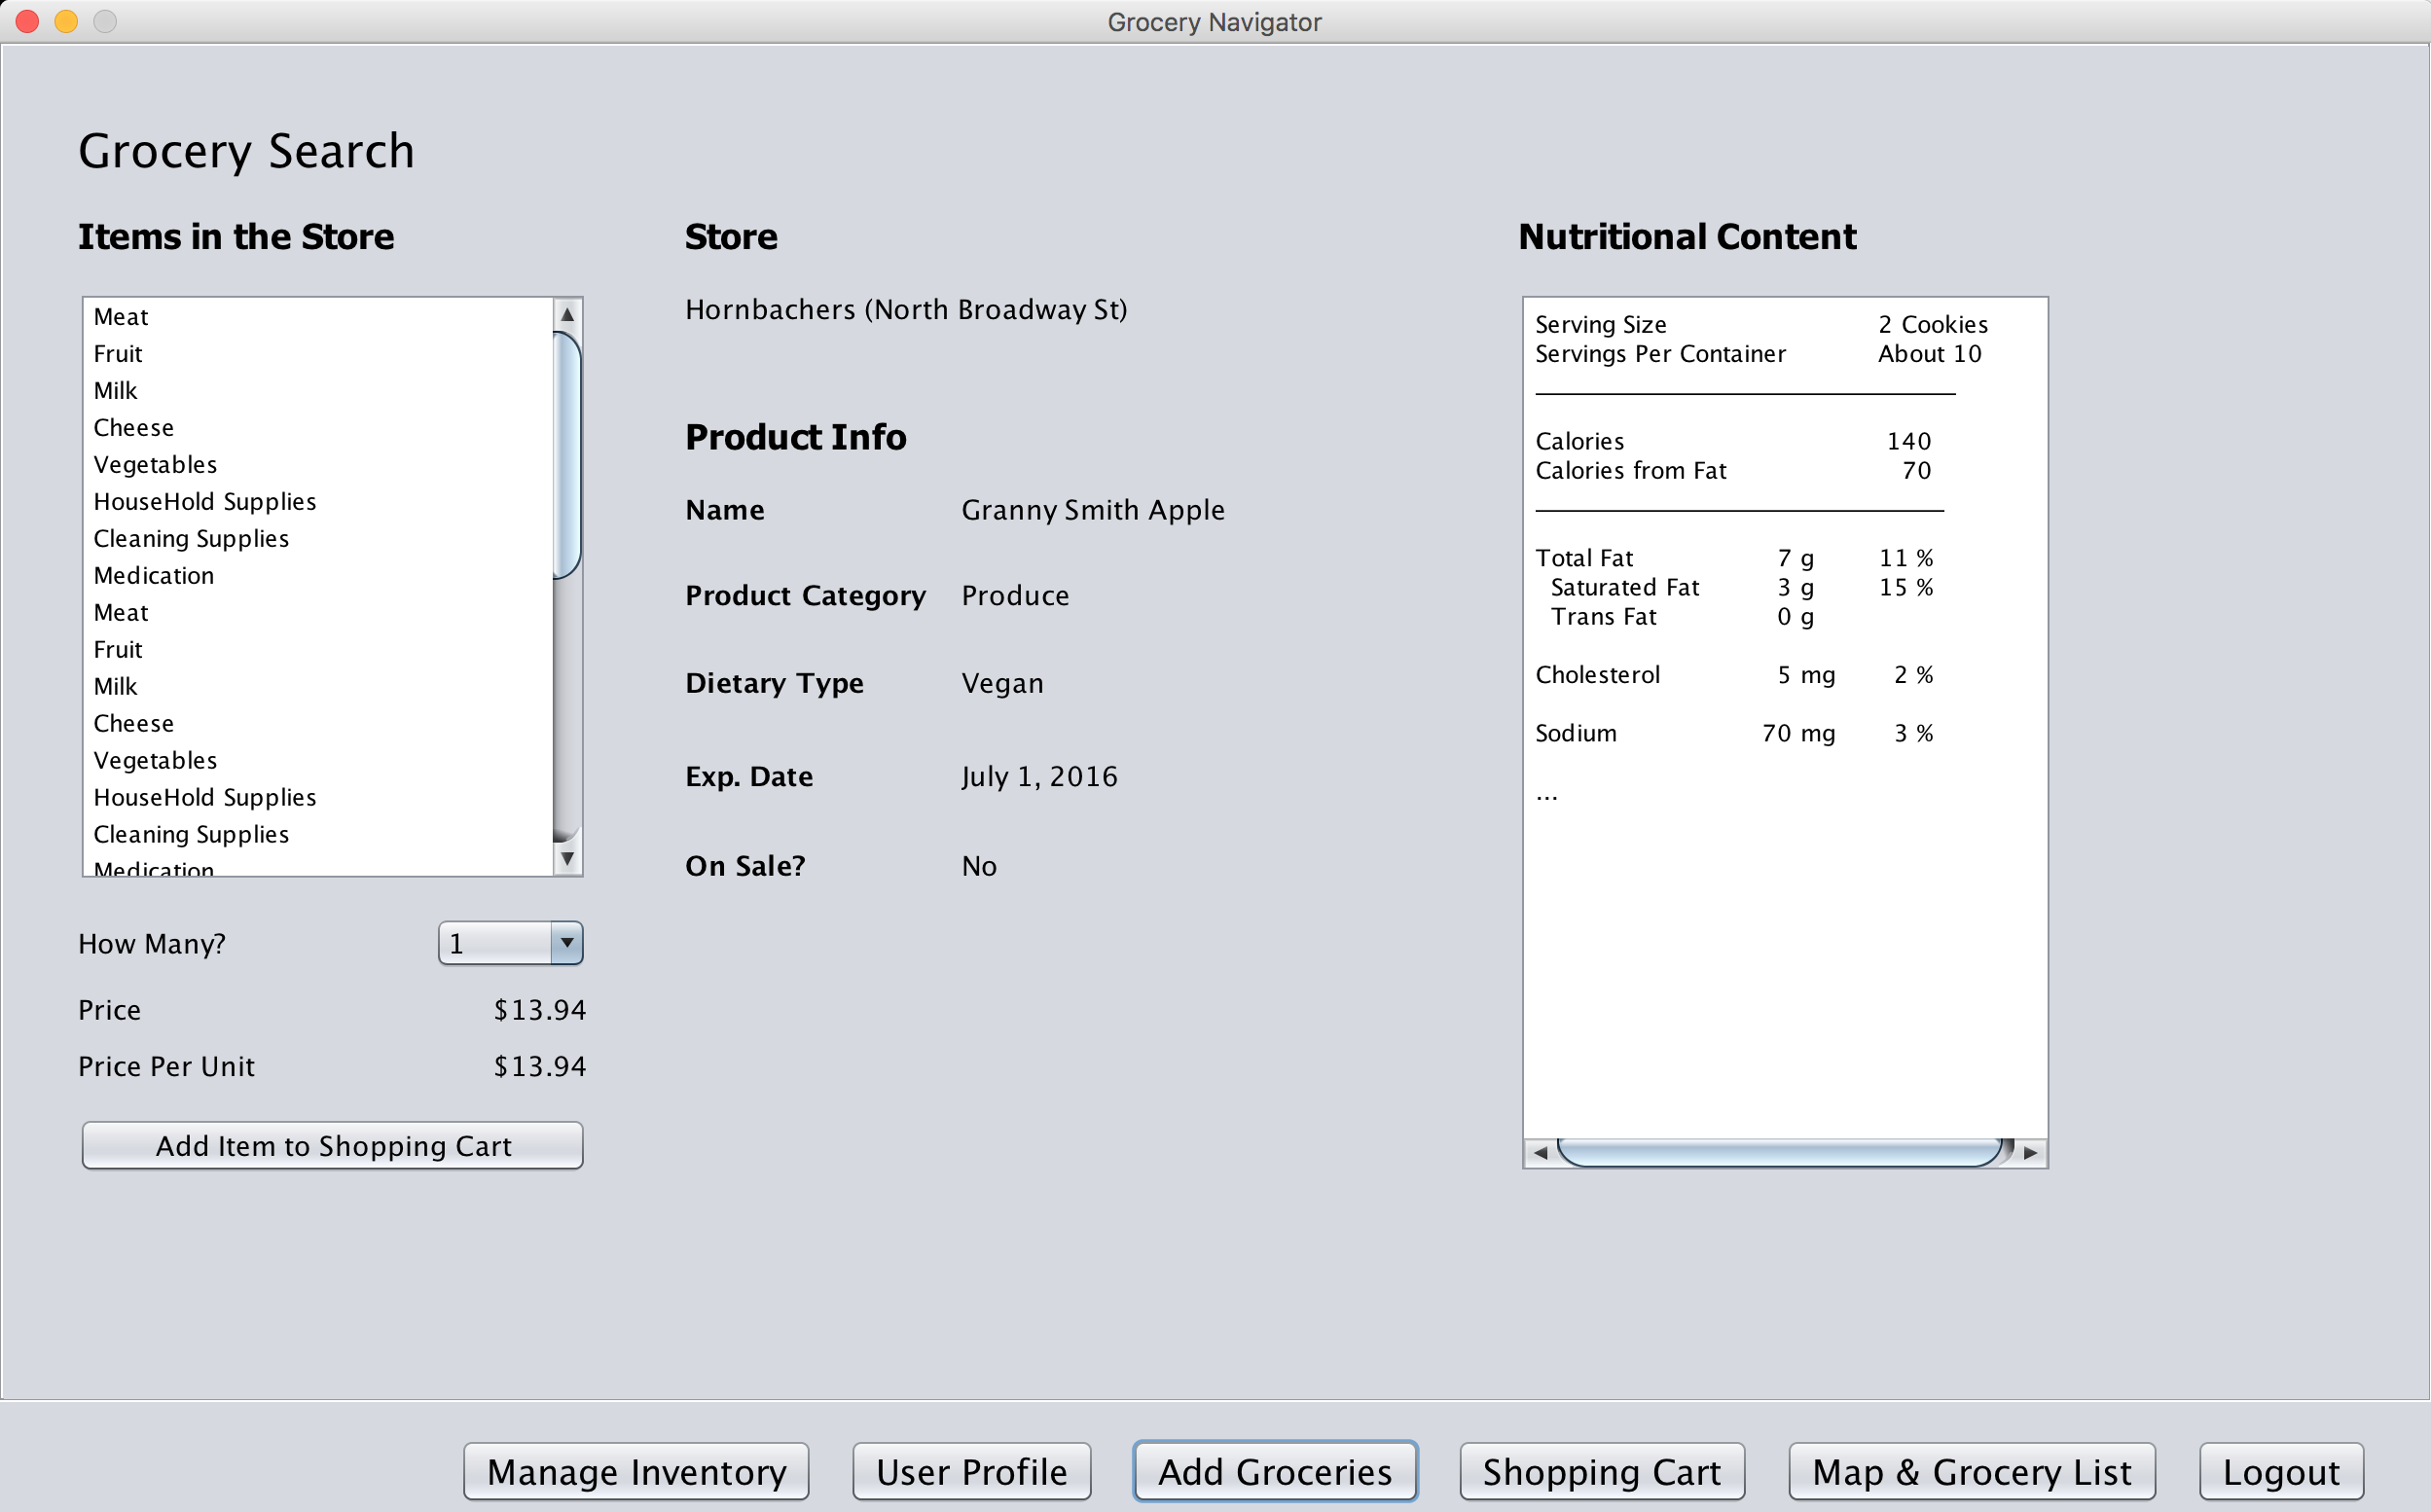 Grocery Navigator
Grocery Search
Items in the Store
Meat
Fruit
Milk
Cheese
Vegetables
HouseHold Supplies
Cleaning Supplies
Medication
Meat
Fruit
Milk
Cheese
Vegetables
HouseHold Supplies
Cleaning Supplies
Medication
How Many? 1
Price $13.94
Price Per Unit $13.94
Add Item to Shopping Cart
Store
Hornbachers (North Broadway St)
Product Info
Name Granny Smith Apple
Product Category Produce
Dietary Type Vegan
Exp. Date July 1, 2016
On Sale? No
Nutritional Content
Serving Size 2 Cookies
Servings Per Container About 10
Calories 140
Calories from Fat 70
Total Fat 7 g 11 %
Saturated Fat 3 g 15 %
Trans Fat 0 g
Cholesterol 5 mg 2 %
Sodium 70 mg 3 %
...
Manage Inventory User Profile Add Groceries Shopping Cart Map & Grocery List Logout